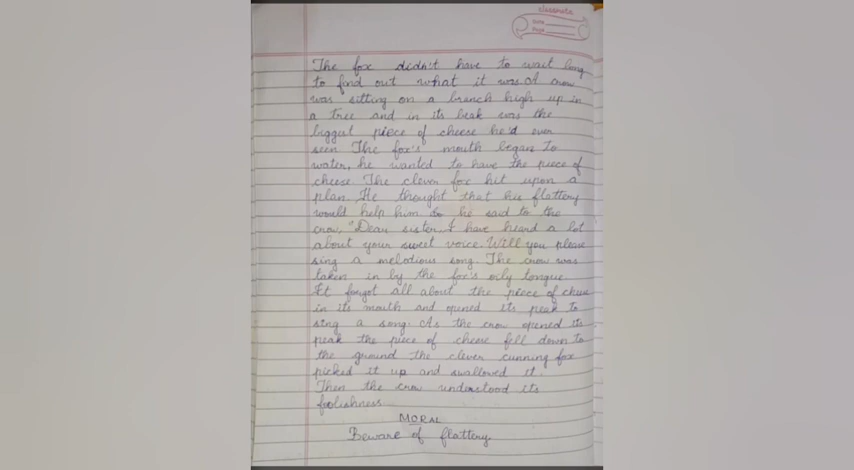 classmate
Date
Page
The fox didn't have to wait long
to find out what it was. A crow
was sitting on a branch high up in
a tree and in its beak was the
biggest piece of cheese he'd ever
seen The fox's mouth began to
water, he wanted to have the piece of
cheese. The clever fox hit upon a
plan. He thought that his flattery
would help him So he said to the
crow, "Dear sister, I have heard a lot
about your sweet voice. Will you please
sing a melodious song. The crow was
taken in by the fox's oily tongue
It forgot all about the piece of cheese
in its mouth and opened its peak to
sing a song. As the crow opened its
peak the piece of cheese fell down to
the ground the clever cunning fox
picked it up and swallowed it.
Then the crow understood its
foolishness
MORAL
Beware of flattery.